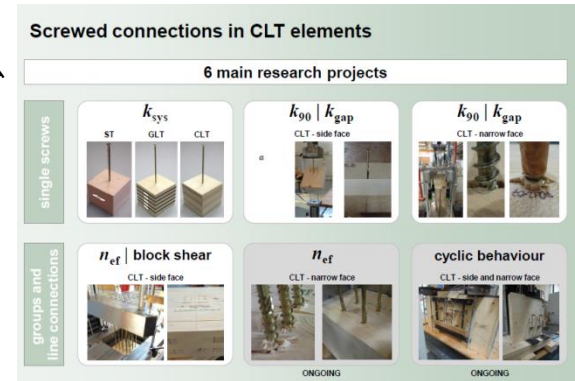 Screwed connections in CLT elements
6 main research projects
single screws
k_sys
ST GLT CLT
k_90 | k_gap
CLT - side face
α
k_90 | k_gap
CLT - narrow face
groups and
line connections
n_ef | block shear
CLT - side face
n_ef
CLT - narrow face
cyclic behaviour
CLT - side and narrow face
ONGOING
ONGOING